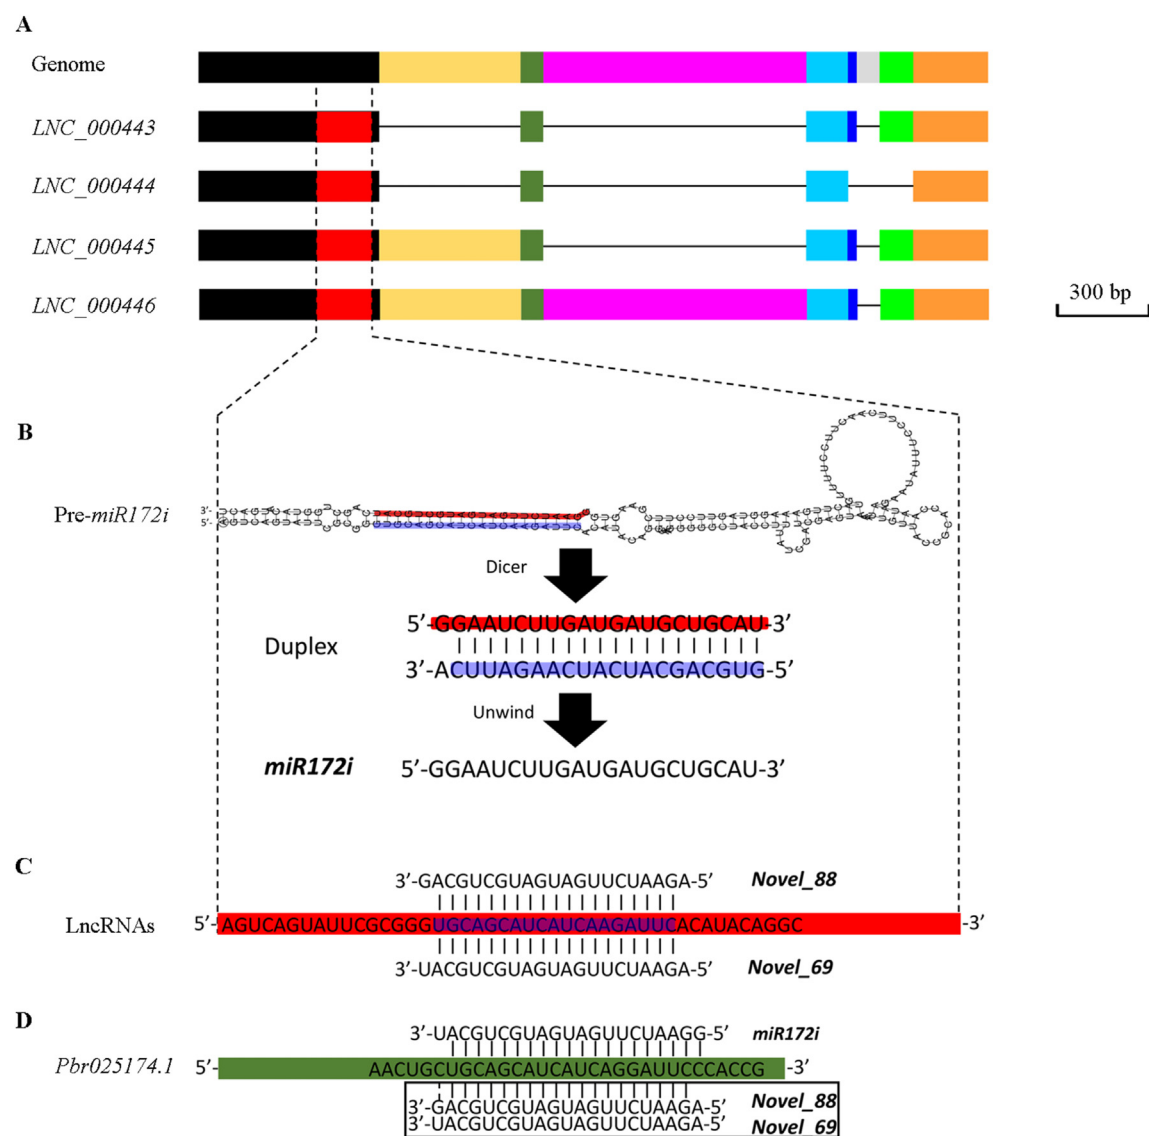 A
Genome
LNC_000443
LNC_000444
LNC_000445
LNC_000446
300 bp
B
Pre-miR172i
3'-
5'-
Dicer
Duplex
5'-GGAAUCUUGAUGAUGCUGCAU-3'
3'-ACUUAGAACUACUACGACGUG-5'
Unwind
miR172i
5'-GGAAUCUUGAUGAUGCUGCAU-3'
C
3'-GACGUCGUAGUAGUUCUAAGA-5' Novel_88
LncRNAs 5'-AGUCAGUAUUCGCGGGUGCAGCAUCAUCAAGAUUCACAUACAGGC-3'
3'-UACGUCGUAGUAGUUCUAAGA-5' Novel_69
D
3'-UACGUCGUAGUAGUUCUAAGG-5' miR172i
Pbr025174.1 5'- AACUGCUGCAGCAUCAUCAGGAUUCCCACCG -3'
3'-GACGUCGUAGUAGUUCUAAGA-5' Novel_88
3'-UACGUCGUAGUAGUUCUAAGA-5' Novel_69